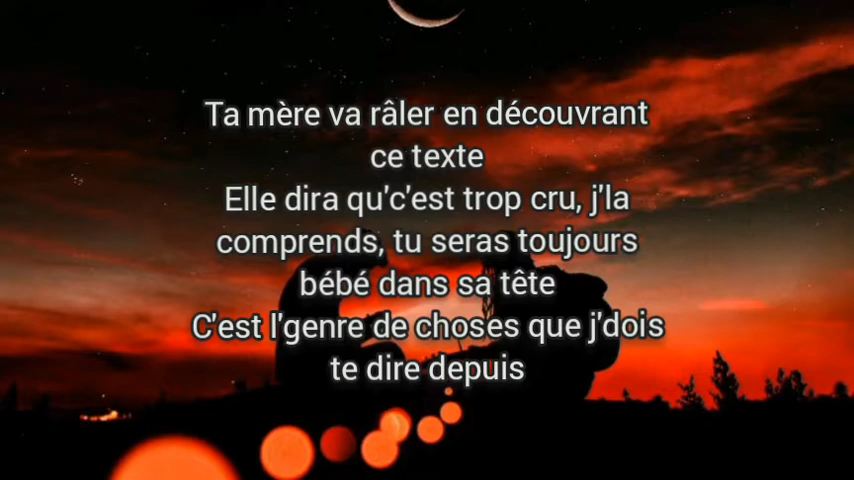 Ta mère va râler en découvrant
ce texte
Elle dira qu'c'est trop cru, j'la
comprends, tu seras toujours
bébé dans sa tête
C'est l'genre de choses que j'dois
te dire depuis